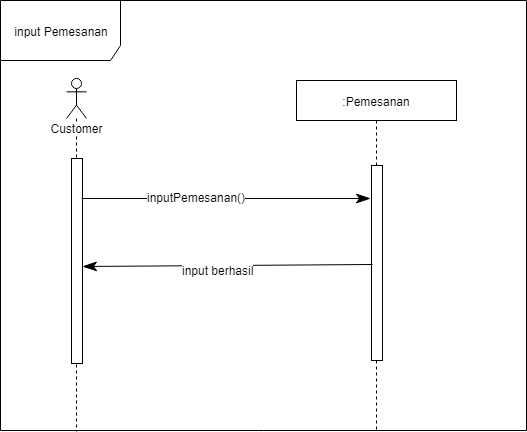 input Pemesanan
Customer
:Pemesanan
inputPemesanan()
input berhasil